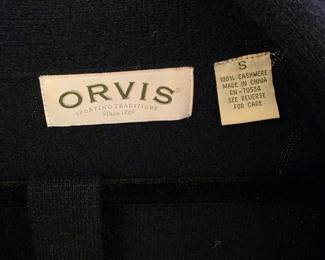 ORVIS
SPORTING TRADITIONS
Since 1856
S
100% CASHMERE
MADE IN CHINA
RN-70534
SEE REVERSE
FOR CARE